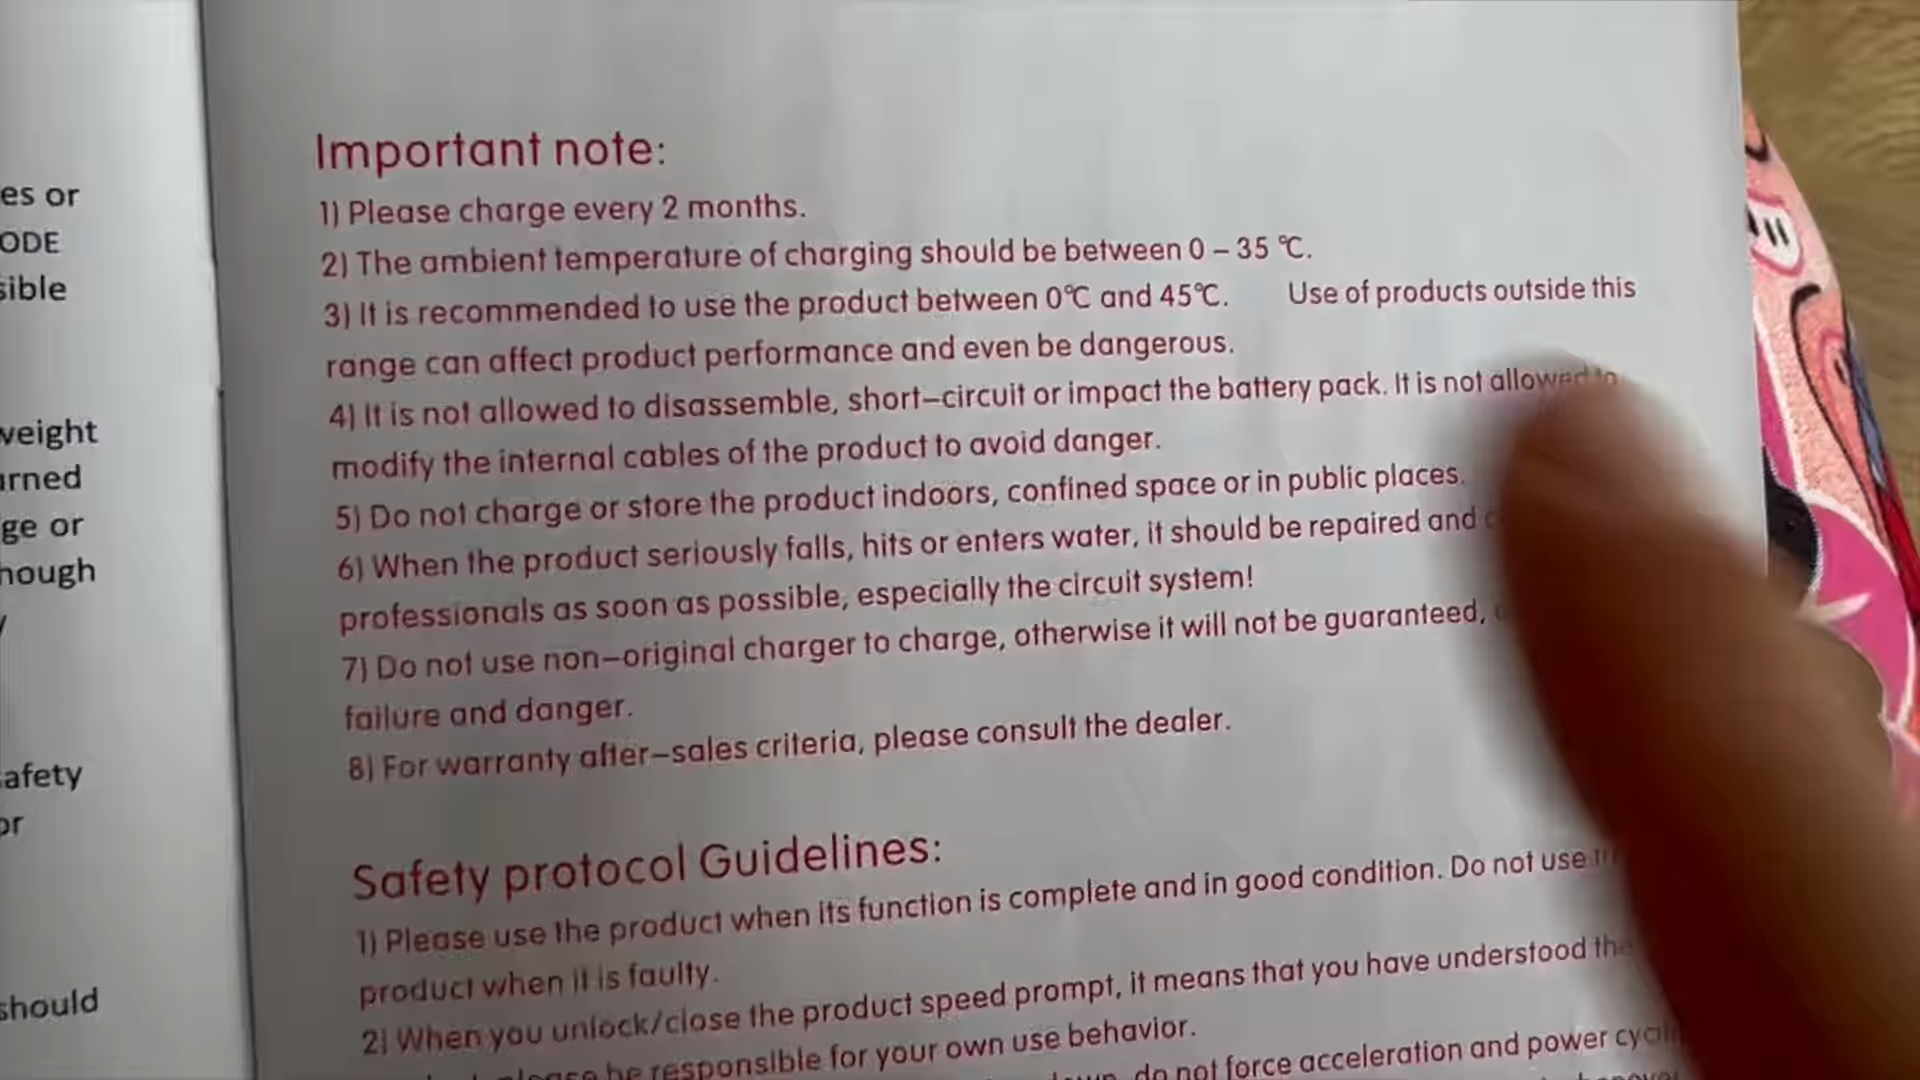 es or
ODE
sible
weight
urned
ge or
hough
afety
or
should
Important note:
1) Please charge every 2 months.
2) The ambient temperature of charging should be between 0 – 35 ℃.
3) It is recommended to use the product between 0℃ and 45℃. Use of products outside this
range can affect product performance and even be dangerous.
4) It is not allowed to disassemble, short-circuit or impact the battery pack. It is not allowed to
modify the internal cables of the product to avoid danger.
5) Do not charge or store the product indoors, confined space or in public places.
6) When the product seriously falls, hits or enters water, it should be repaired and
professionals as soon as possible, especially the circuit system!
7) Do not use non-original charger to charge, otherwise it will not be guaranteed,
failure and danger.
8) For warranty after-sales criteria, please consult the dealer.
Safety protocol Guidelines:
1) Please use the product when its function is complete and in good condition. Do not use
product when it is faulty.
2) When you unlock/close the product speed prompt, it means that you have understood the
please be responsible for your own use behavior.
do not force acceleration and power